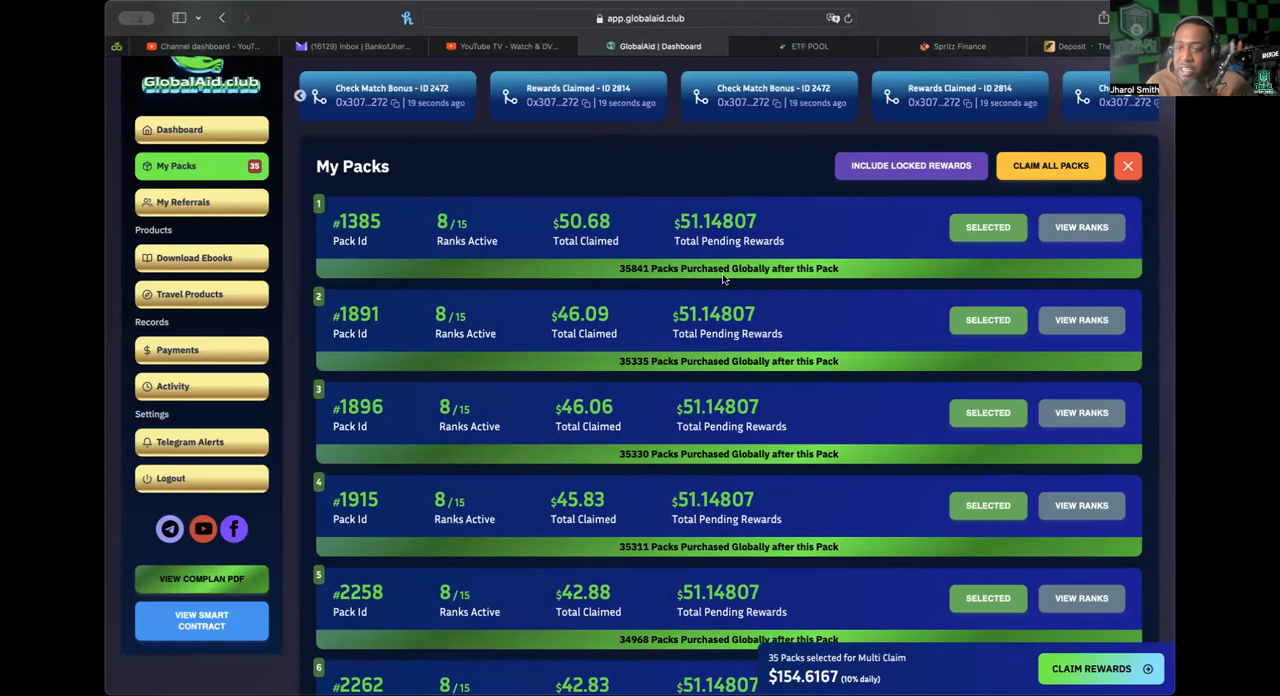 app.globalaid.club
Channel dashboard - YouT...
(16129) Inbox | BankofJhar...
YouTube TV - Watch & DV...
GlobalAid | Dashboard
ETF POOL
Spritz Finance
Deposit · The
RØDE
Jharol Smith
GlobalAid.club
Dashboard
My Packs
35
My Referrals
Products
Download Ebooks
Travel Products
Records
Payments
Activity
Settings
Telegram Alerts
Logout
VIEW COMPLAN PDF
VIEW SMART
CONTRACT
Check Match Bonus - ID 2472
0x307...272 | 19 seconds ago
Rewards Claimed - ID 2814
0x307...272 | 19 seconds ago
Check Match Bonus - ID 2472
0x307...272 | 19 seconds ago
Rewards Claimed - ID 2814
0x307...272 | 19 seconds ago
My Packs
INCLUDE LOCKED REWARDS
CLAIM ALL PACKS
1
#1385 8/15 $50.68 $51.14807
Pack Id Ranks Active Total Claimed Total Pending Rewards
SELECTED VIEW RANKS
35841 Packs Purchased Globally after this Pack
2
#1891 8/15 $46.09 $51.14807
Pack Id Ranks Active Total Claimed Total Pending Rewards
SELECTED VIEW RANKS
35335 Packs Purchased Globally after this Pack
3
#1896 8/15 $46.06 $51.14807
Pack Id Ranks Active Total Claimed Total Pending Rewards
SELECTED VIEW RANKS
35330 Packs Purchased Globally after this Pack
4
#1915 8/15 $45.83 $51.14807
Pack Id Ranks Active Total Claimed Total Pending Rewards
SELECTED VIEW RANKS
35311 Packs Purchased Globally after this Pack
5
#2258 8/15 $42.88 $51.14807
Pack Id Ranks Active Total Claimed Total Pending Rewards
SELECTED VIEW RANKS
34968 Packs Purchased Globally after this Pack
6
#2262 8/15 $42.83 $51.14807
35 Packs selected for Multi Claim
$154.6167 (10% daily)
CLAIM REWARDS